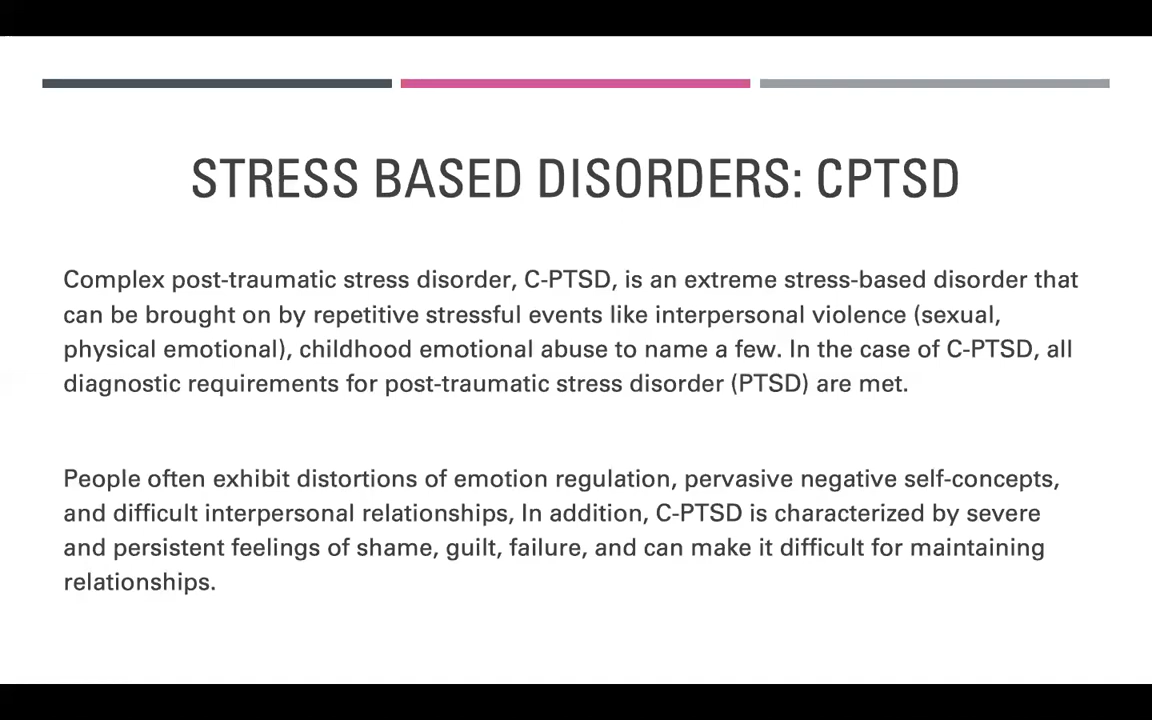 STRESS BASED DISORDERS: CPTSD
Complex post-traumatic stress disorder, C-PTSD, is an extreme stress-based disorder that
can be brought on by repetitive stressful events like interpersonal violence (sexual,
physical emotional), childhood emotional abuse to name a few. In the case of C-PTSD, all
diagnostic requirements for post-traumatic stress disorder (PTSD) are met.
People often exhibit distortions of emotion regulation, pervasive negative self-concepts,
and difficult interpersonal relationships, In addition, C-PTSD is characterized by severe
and persistent feelings of shame, guilt, failure, and can make it difficult for maintaining
relationships.